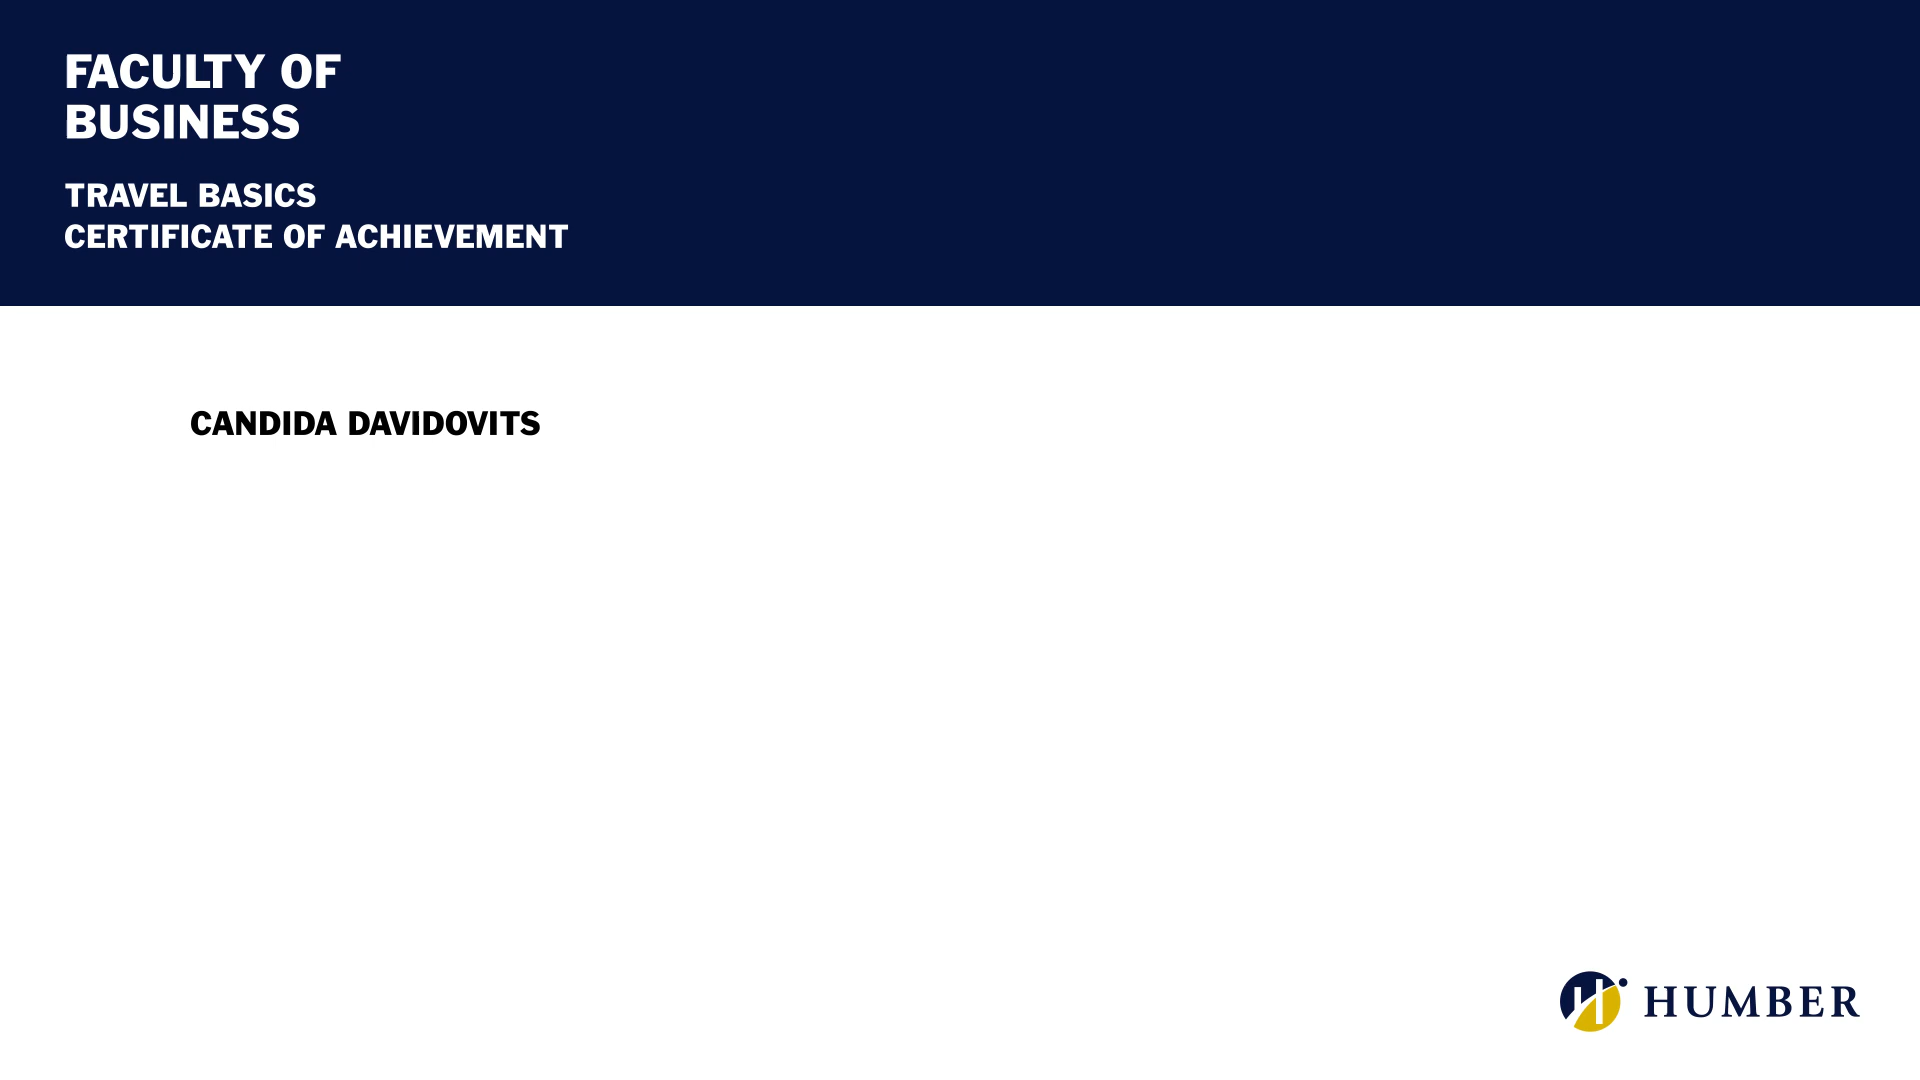 FACULTY OF
BUSINESS
TRAVEL BASICS
CERTIFICATE OF ACHIEVEMENT
CANDIDA DAVIDOVITS
HUMBER